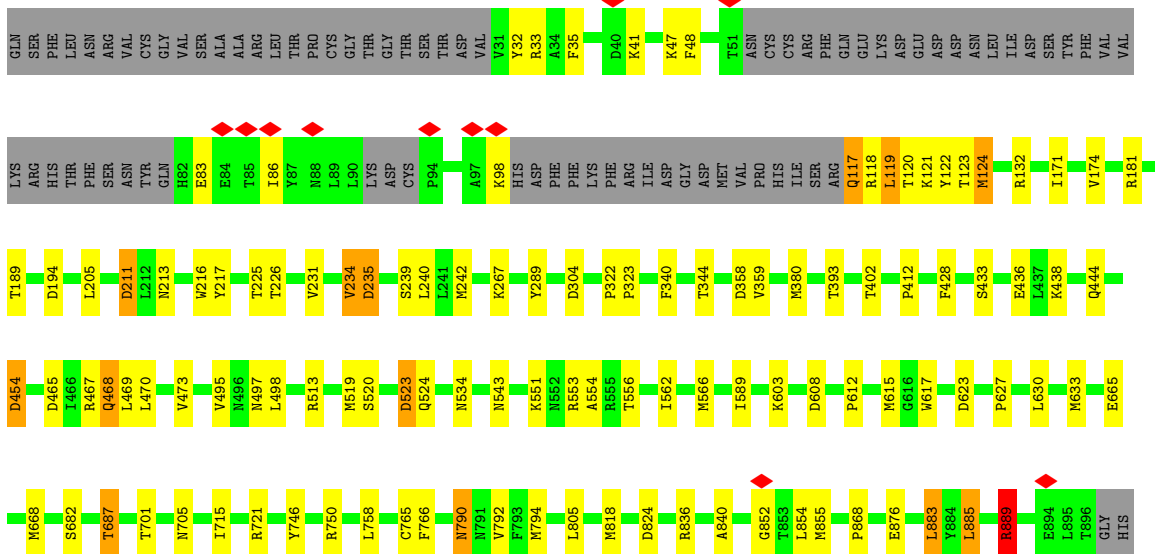 GLN SER PHE LEU ASN ARG VAL CYS GLY VAL SER ALA ALA ARG LEU THR PRO CYS GLY THR GLY THR SER THR ASP VAL V31 Y32 R33 A34 F35 D40 K41 K47 F48 T51 ASN CYS CYS ARG PHE GLN GLU LYS ASP GLU ASP ASP ASN LEU ILE ASP SER TYR PHE VAL VAL
LYS ARG HIS THR PHE SER ASN TYR GLN H82 E83 E84 T85 I86 Y87 N88 L89 L90 LYS ASP CYS P94 A97 K98 HIS ASP PHE PHE LYS PHE ARG ILE ASP GLY ASP MET VAL PRO HIS ILE SER ARG Q117 R118 L119 T120 K121 Y122 T123 M124 R132 I171 V174 R181
T189 D194 L205 D211 L212 N213 W216 Y217 T225 T226 V231 V234 D235 S239 L240 L241 M242 K267 Y289 D304 P322 P323 F340 T344 D358 V359 M380 T393 T402 P412 F428 S433 E436 L437 K438 Q444
D454 D465 I466 R467 Q468 L469 L470 V473 V495 N496 N497 L498 R513 M519 S520 D523 Q524 N534 N543 K551 N552 R553 A554 R555 T556 I562 M566 I589 K603 D608 P612 M615 G616 W617 D623 P627 L630 M633 E665
M668 S682 T687 T701 N705 I715 R721 Y746 R750 L758 C765 F766 N790 N791 V792 F793 M794 L805 M818 D824 R836 A840 G852 T853 L854 M855 P868 E876 L883 Y884 L885 R889 E894 L895 T896 GLY HIS